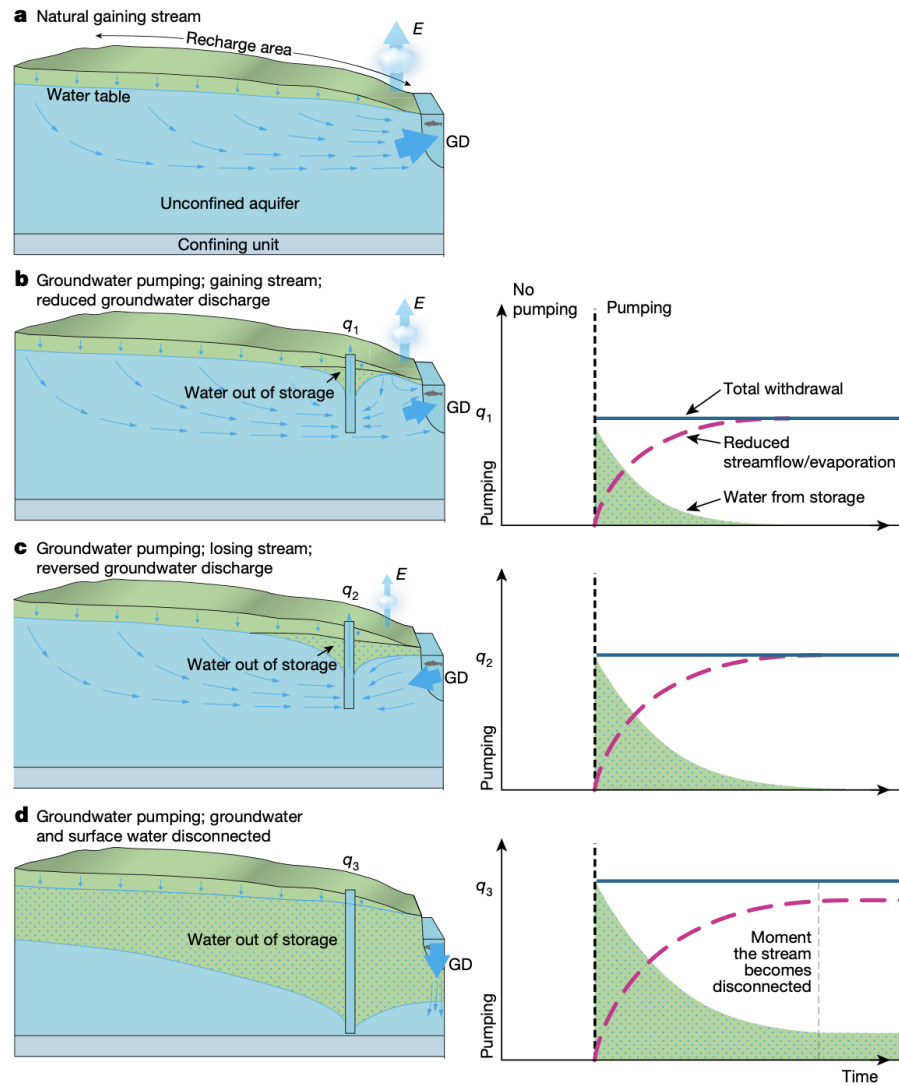 a Natural gaining stream
Recharge area
E
Water table
GD
Unconfined aquifer
Confining unit
b Groundwater pumping; gaining stream;
reduced groundwater discharge
E
q1
Water out of storage
GD
No
pumping
Pumping
Total withdrawal
q1
Reduced
streamflow/evaporation
Water from storage
Pumping
c Groundwater pumping; losing stream;
reversed groundwater discharge
E
q2
Water out of storage
GD
q2
Pumping
d Groundwater pumping; groundwater
and surface water disconnected
q3
Water out of storage
GD
q3
Moment
the stream
becomes
disconnected
Pumping
Time